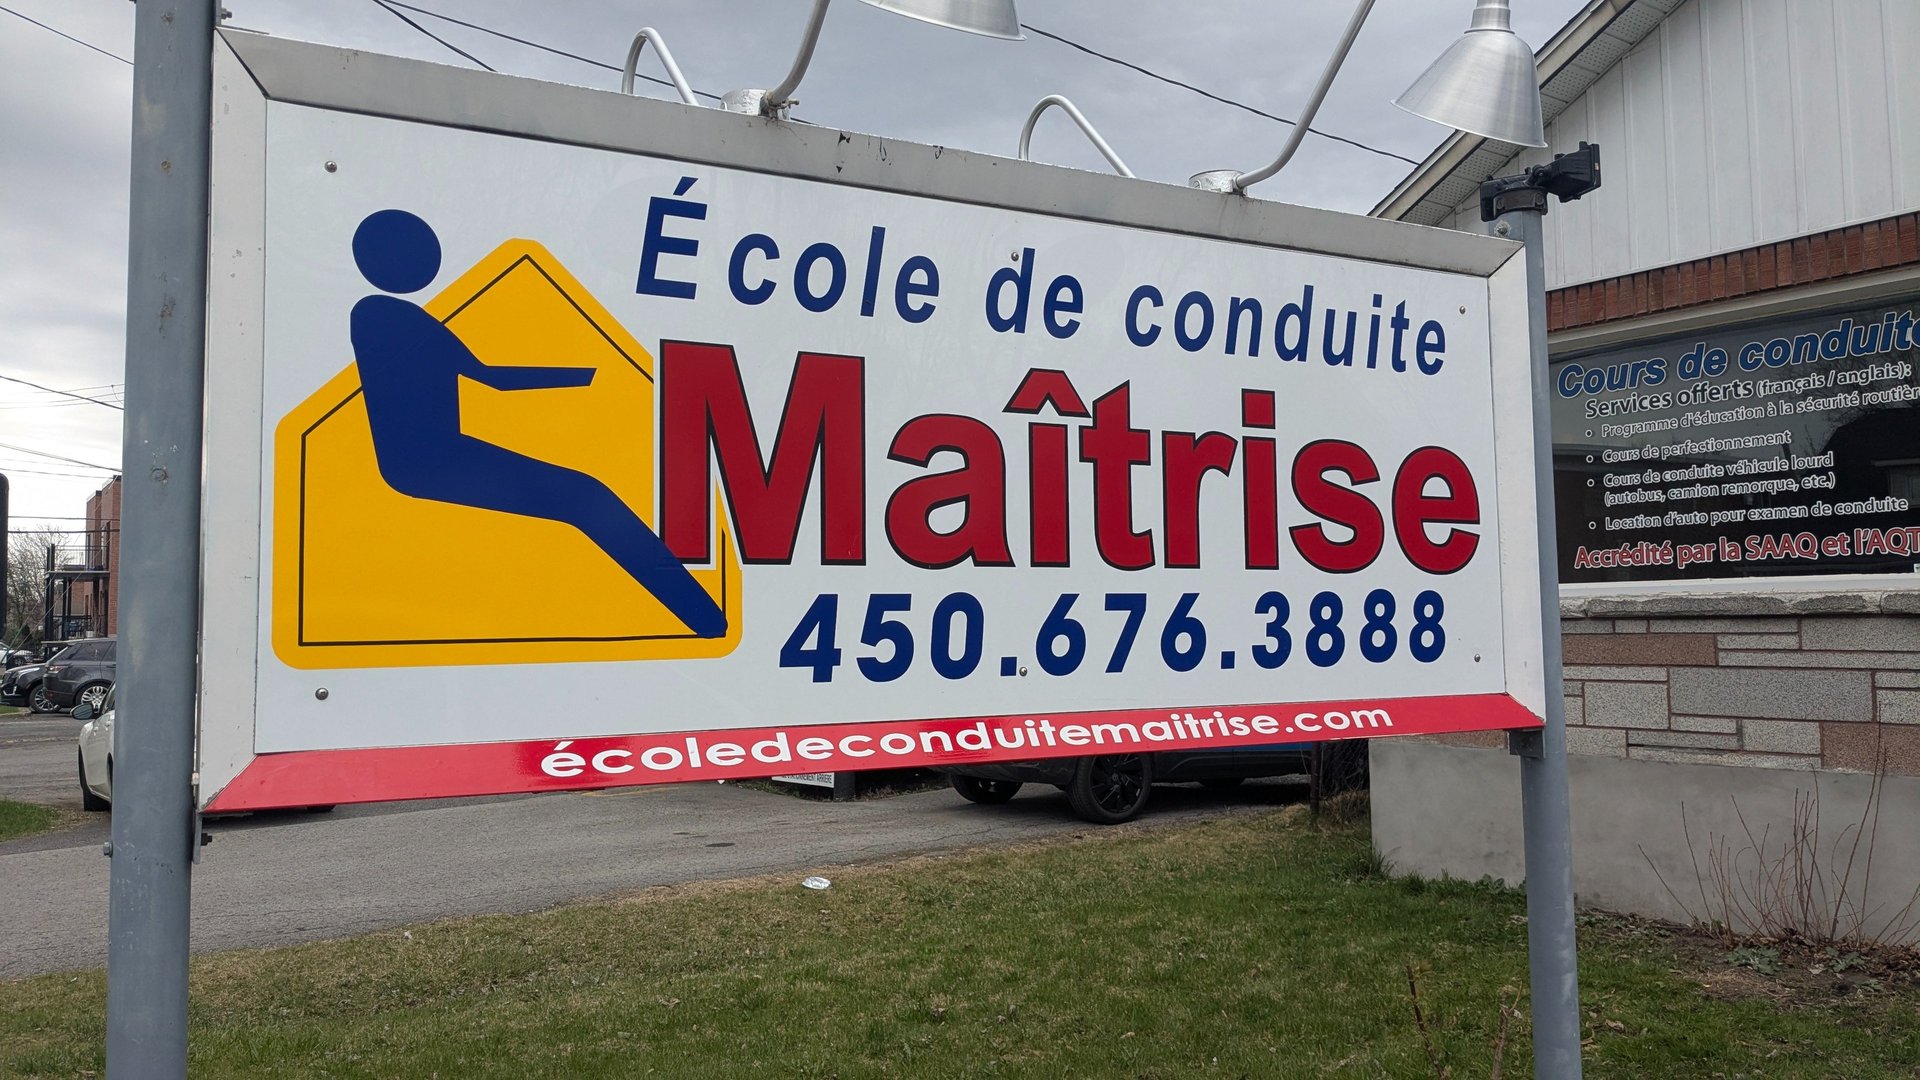 École de conduite
Maîtrise
450.676.3888
écoledeconduitemaitrise.com
Cours de conduite
Services offerts (français / anglais):
• Programme d'éducation à la sécurité routière
• Cours de perfectionnement
• Cours de conduite véhicule lourd
(autobus, camion remorque, etc.)
• Location d'auto pour examen de conduite
Accrédité par la SAAQ et l'AQT